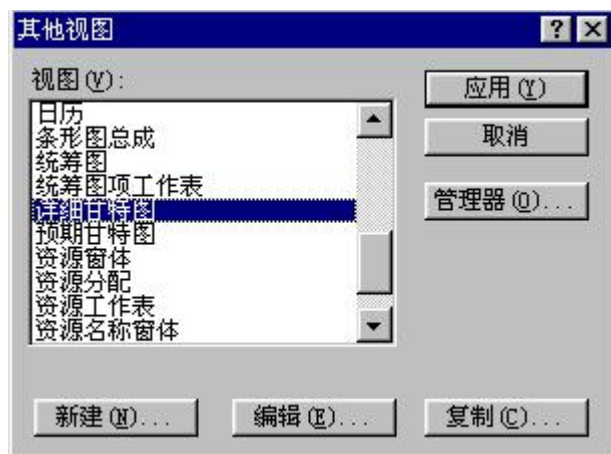 其他视图
视图(V):
日历
条形图总成
统筹图
统筹图项工作表
详细甘特图
预期甘特图
资源窗体
资源分配
资源工作表
资源名称窗体
应用(Y)
取消
管理器(O)...
新建(N)...
编辑(E)...
复制(C)...